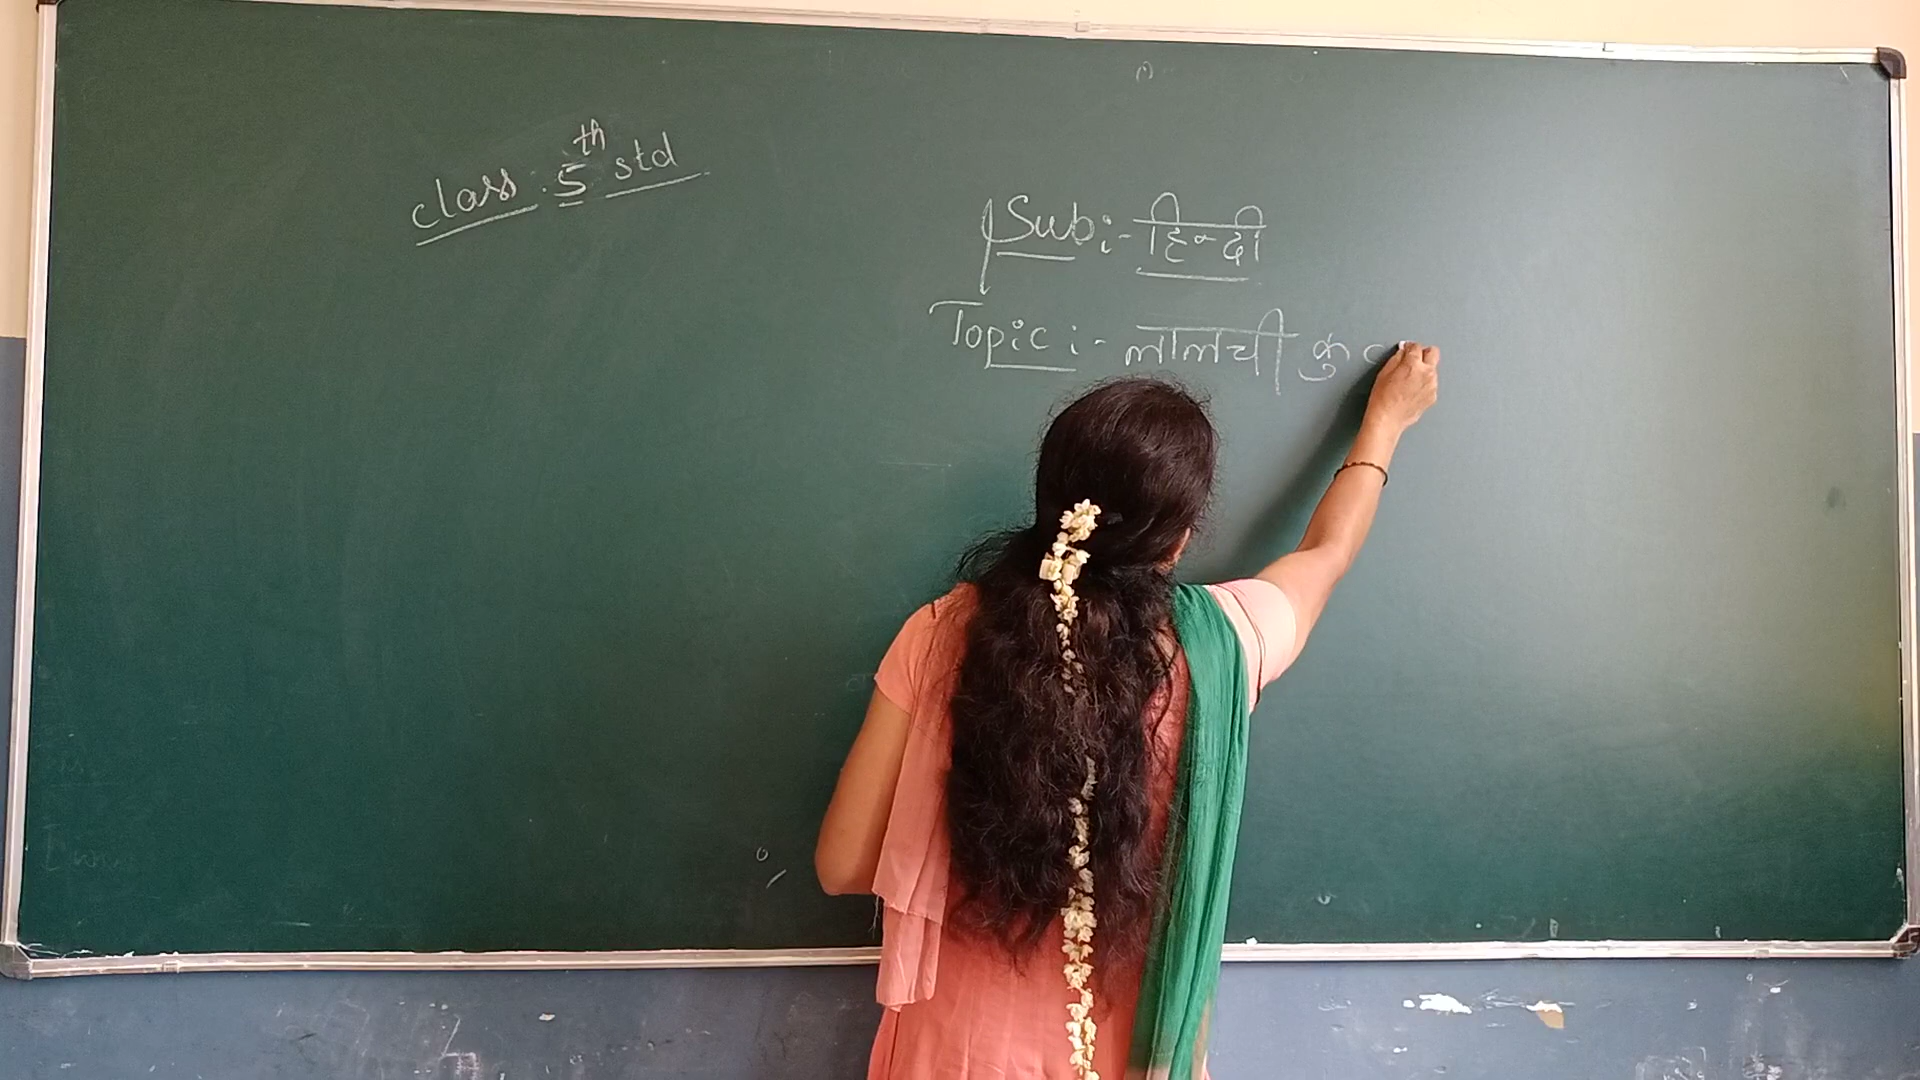 class . 5th std
Sub :- हिन्दी
Topic :- लालची कु